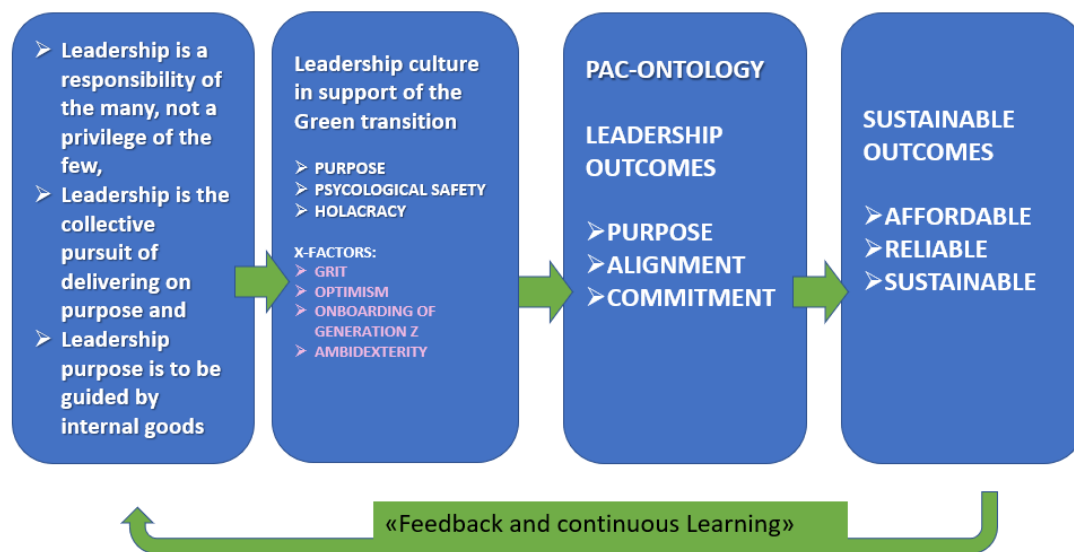 ➢ Leadership is a
responsibility of
the many, not a
privilege of the
few,
➢ Leadership is the
collective
pursuit of
delivering on
purpose and
➢ Leadership
purpose is to be
guided by
internal goods
Leadership culture
in support of the
Green transition
➢ PURPOSE
➢ PSYCOLOGICAL SAFETY
➢ HOLACRACY
X-FACTORS:
➢ GRIT
➢ OPTIMISM
➢ ONBOARDING OF
GENERATION Z
➢ AMBIDEXTERITY
PAC-ONTOLOGY
LEADERSHIP
OUTCOMES
➢PURPOSE
➢ALIGNMENT
➢COMMITMENT
SUSTAINABLE
OUTCOMES
➢AFFORDABLE
➢RELIABLE
➢SUSTAINABLE
«Feedback and continuous Learning»